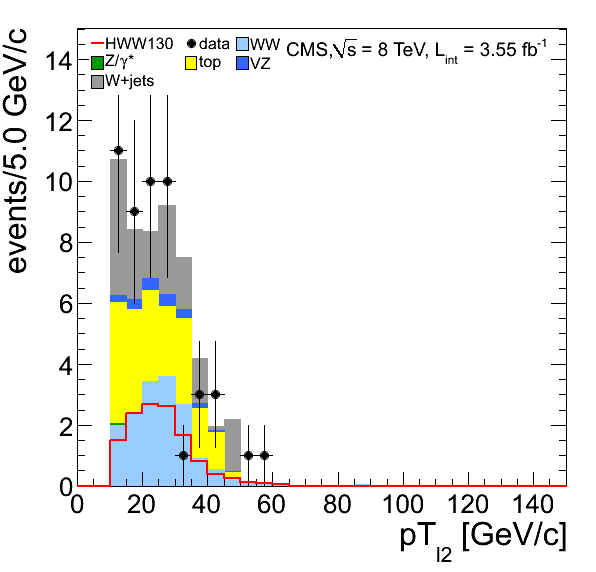 HWW130 data WW CMS,√s = 8 TeV, L_int = 3.55 fb⁻¹
Z/γ* top VZ
W+jets
events/5.0 GeV/c
14
12
10
8
6
4
2
0
0 20 40 60 80 100 120 140
pT_l2 [GeV/c]